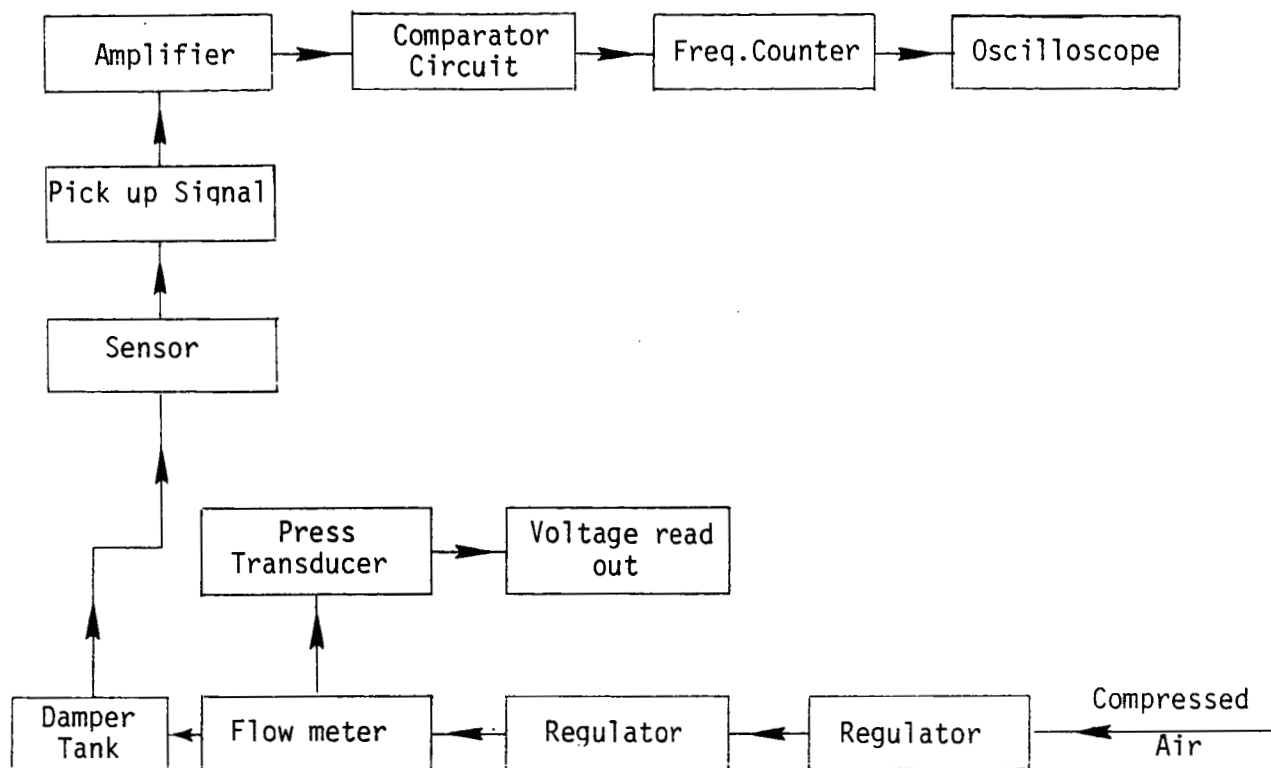 Amplifier
Comparator
Circuit
Freq.Counter
Oscilloscope
Pick up Signal
Sensor
Press
Transducer
Voltage read
out
Damper
Tank
Flow meter
Regulator
Regulator
Compressed
Air